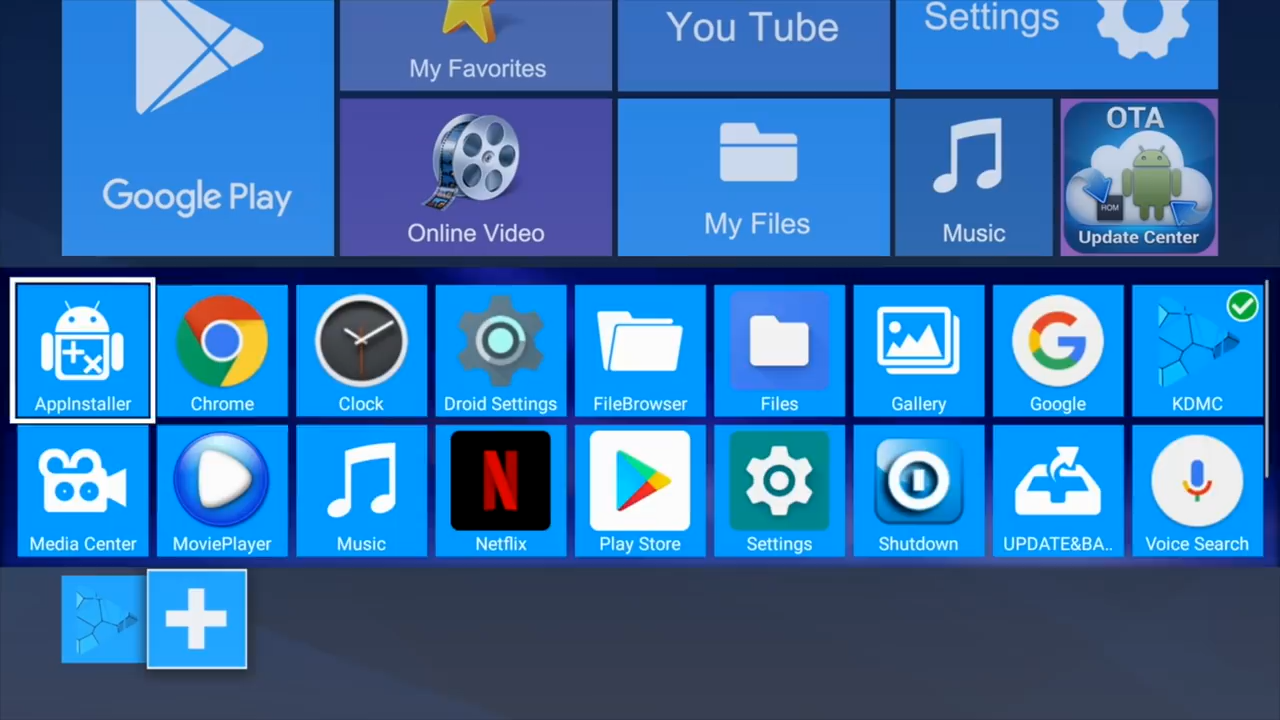 You Tube
Settings
My Favorites
Google Play
Online Video
My Files
Music
OTA
HOM
Update Center
AppInstaller
Chrome
Clock
Droid Settings
FileBrowser
Files
Gallery
Google
KDMC
Media Center
MoviePlayer
Music
Netflix
Play Store
Settings
Shutdown
UPDATE&BA..
Voice Search